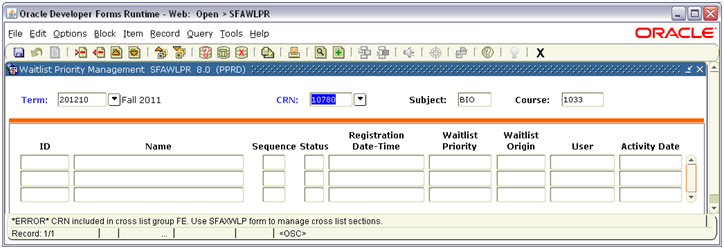 Oracle Developer Forms Runtime - Web: Open > SFAWLPR
File Edit Options Block Item Record Query Tools Help
ORACLE
X
Waitlist Priority Management SFAWLPR 8.0 (PPRD)
Term: 201210 Fall 2011 CRN: 10780 Subject: BIO Course: 1033
Registration Waitlist Waitlist
ID Name Sequence Status Date-Time Priority Origin User Activity Date
*ERROR* CRN included in cross list group FE. Use SFAXWLP form to manage cross list sections.
Record: 1/1 ... <OSC>